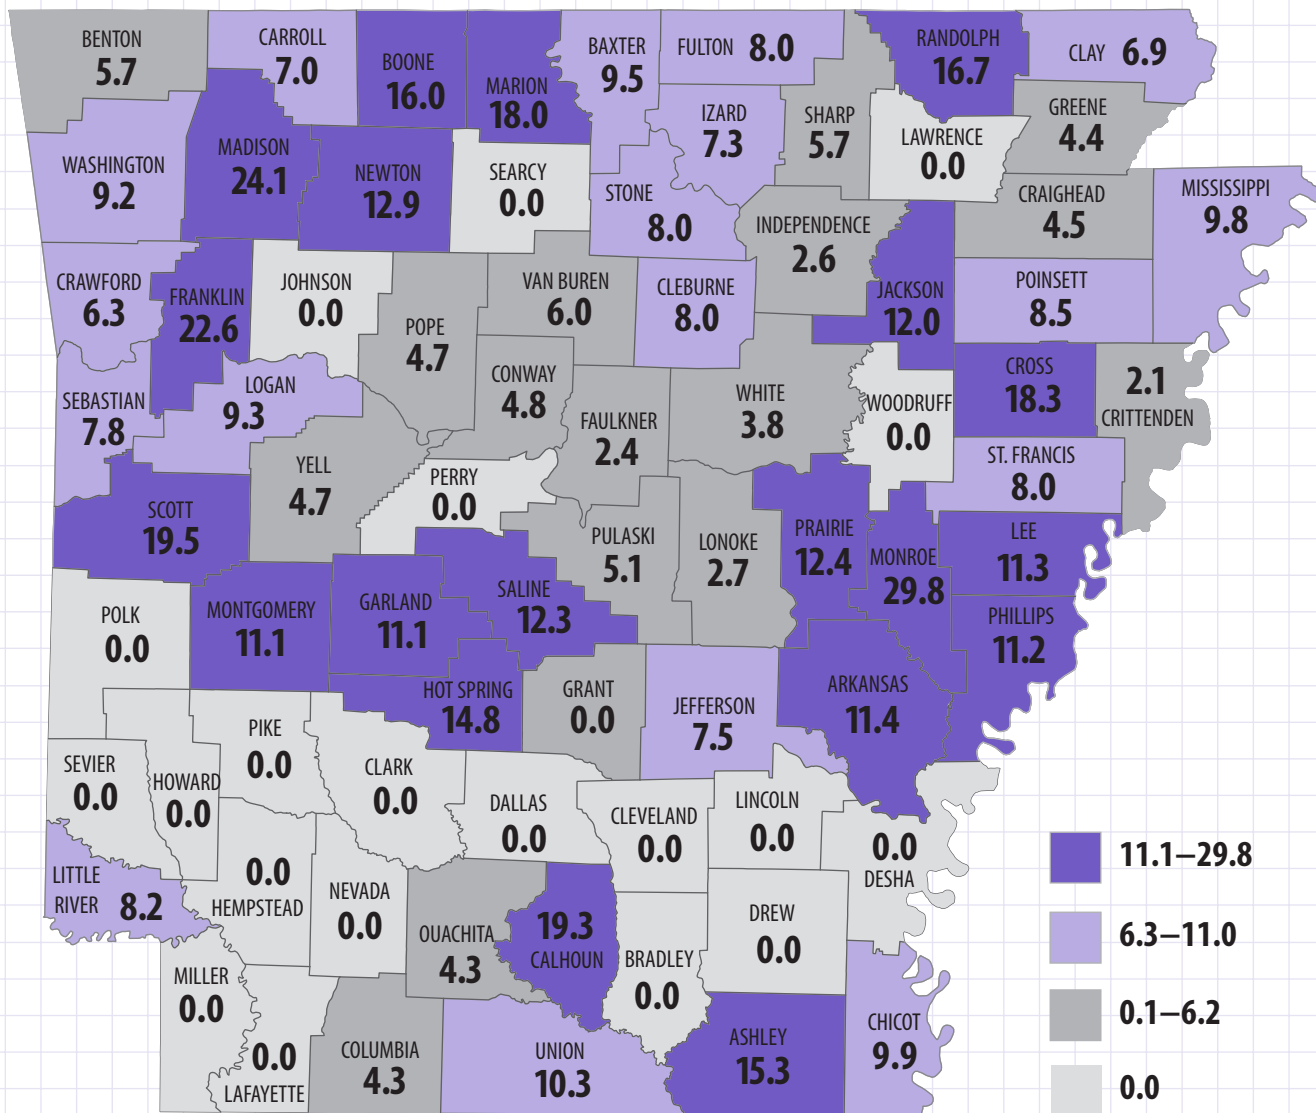 BENTON
5.7
CARROLL
7.0
BOONE
16.0
MARION
18.0
BAXTER
9.5
FULTON 8.0
RANDOLPH
16.7
CLAY 6.9
IZARD
7.3
SHARP
5.7
LAWRENCE
0.0
GREENE
4.4
WASHINGTON
9.2
MADISON
24.1
NEWTON
12.9
SEARCY
0.0
STONE
8.0
INDEPENDENCE
2.6
CRAIGHEAD
4.5
MISSISSIPPI
9.8
CRAWFORD
6.3
FRANKLIN
22.6
JOHNSON
0.0
POPE
4.7
VAN BUREN
6.0
CLEBURNE
8.0
JACKSON
12.0
POINSETT
8.5
SEBASTIAN
7.8
LOGAN
9.3
CONWAY
4.8
FAULKNER
2.4
WHITE
3.8
WOODRUFF
0.0
CROSS
18.3
2.1
CRITTENDEN
YELL
4.7
PERRY
0.0
ST. FRANCIS
8.0
SCOTT
19.5
PULASKI
5.1
LONOKE
2.7
PRAIRIE
12.4
MONROE
29.8
LEE
11.3
POLK
0.0
MONTGOMERY
11.1
GARLAND
11.1
SALINE
12.3
PHILLIPS
11.2
HOT SPRING
14.8
GRANT
0.0
JEFFERSON
7.5
ARKANSAS
11.4
SEVIER
0.0
HOWARD
0.0
PIKE
0.0
CLARK
0.0
DALLAS
0.0
CLEVELAND
0.0
LINCOLN
0.0
0.0
DESHA
LITTLE
RIVER 8.2
0.0
HEMPSTEAD
NEVADA
0.0
OUACHITA
4.3
19.3
CALHOUN
BRADLEY
0.0
DREW
0.0
MILLER
0.0
0.0
LAFAYETTE
COLUMBIA
4.3
UNION
10.3
ASHLEY
15.3
CHICOT
9.9
11.1–29.8
6.3–11.0
0.1–6.2
0.0